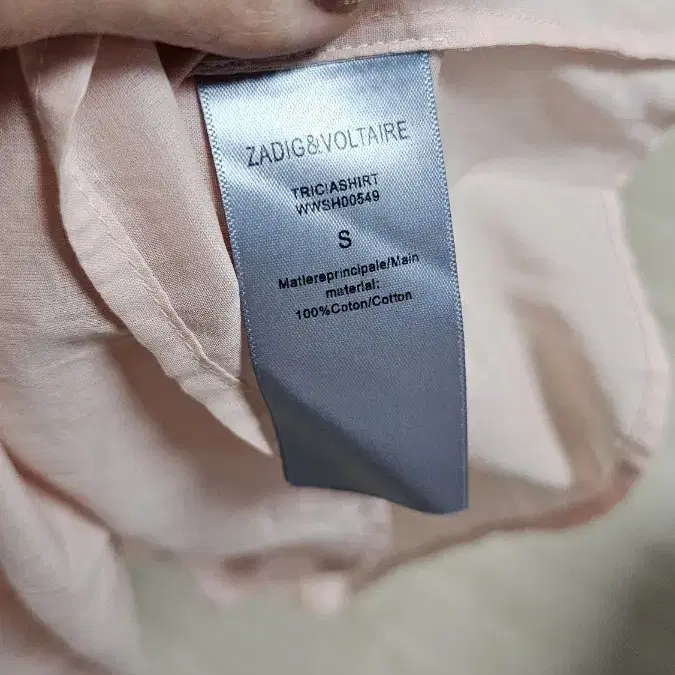 ZADIG&VOLTAIRE
TRICIASHIRT
WWSH00549
S
Matiereprincipale/Main
material:
100%Coton/Cotton